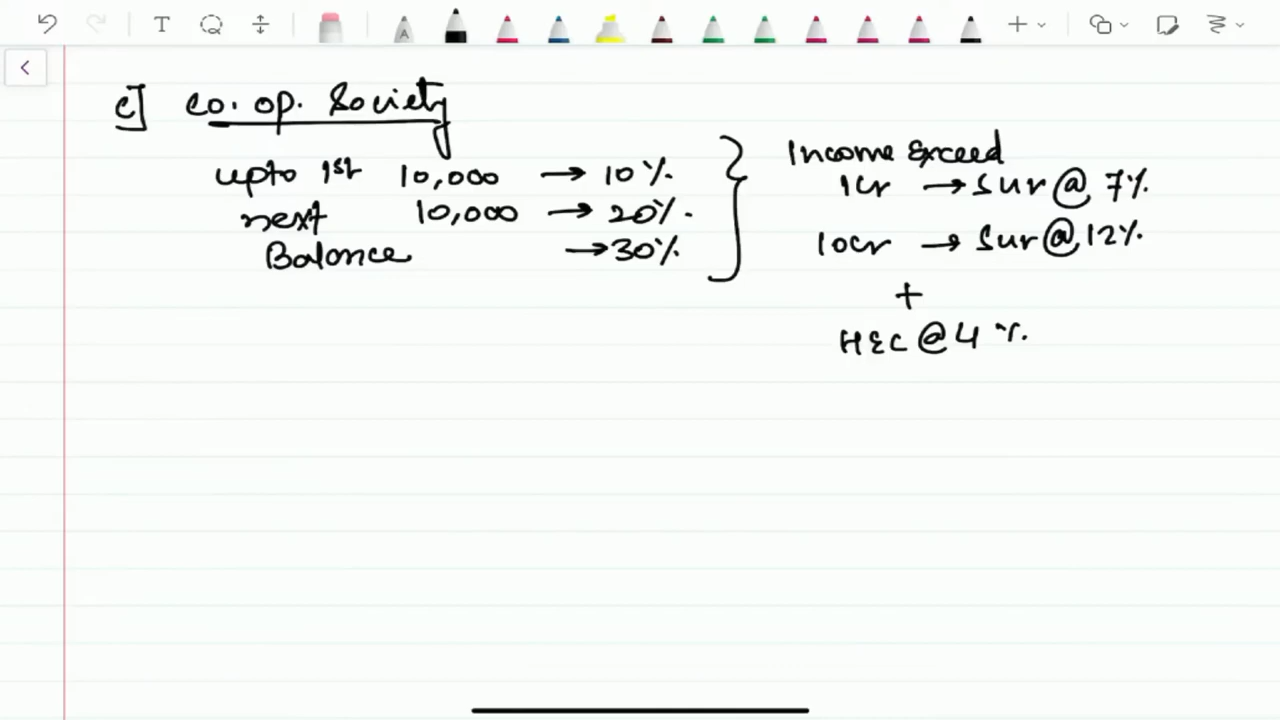 c] Co. op. Society
upto 1st 10,000 → 10%
next 10,000 → 20%.
Balance → 30%
Income Exceed
1cr → Sur @ 7%.
10cr → Sur @ 12%.
+
H&C @ 4 %.